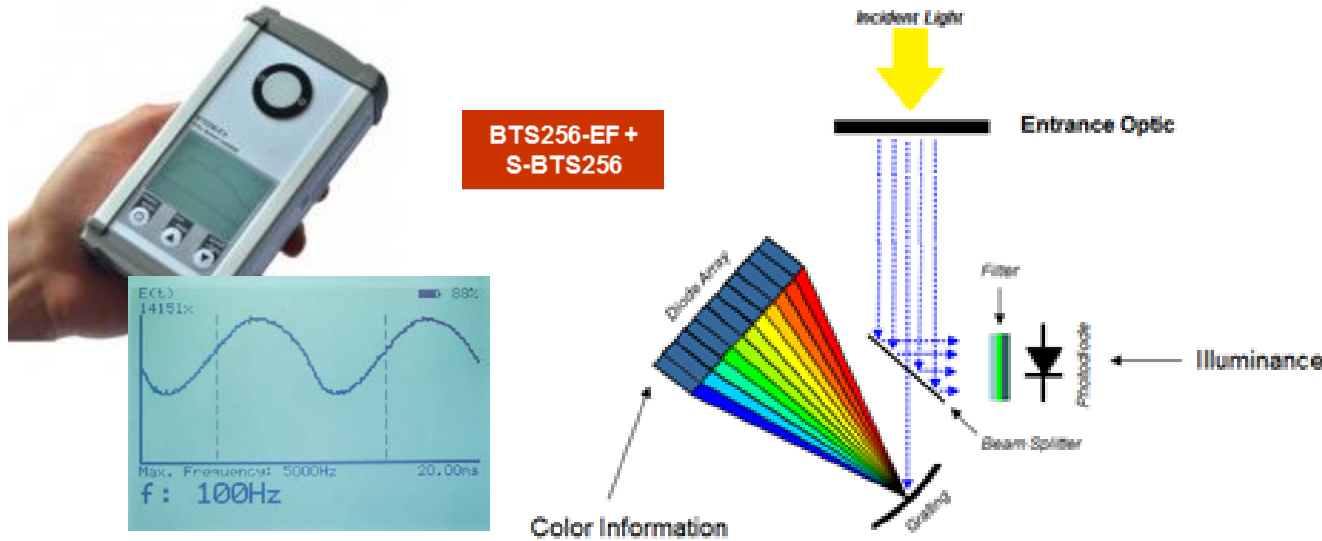 Incident Light
BTS256-EF +
S-BTS256
Entrance Optic
Filter
Diode Array
Photodiode
Illuminance
Beam Splitter
Grating
Color Information
E(t)
88%
1415lx
Max. Frequency: 5000Hz
20.00ms
f: 100Hz